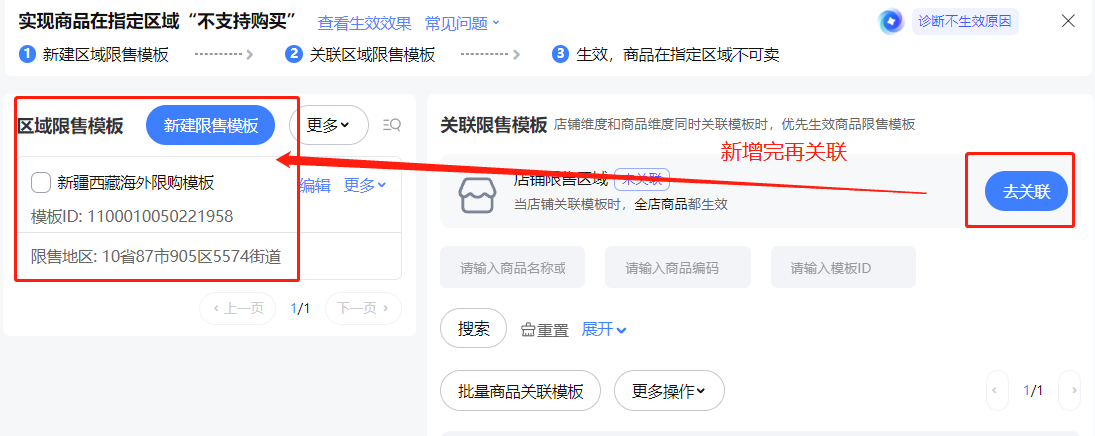 实现商品在指定区域“不支持购买” 查看生效效果 常见问题 诊断不生效原因
1 新建区域限售模板 2 关联区域限售模板 3 生效，商品在指定区域不可卖
区域限售模板 新建限售模板 更多
新疆西藏海外限购模板 编辑 更多
模板ID: 1100010050221958
限售地区: 10省87市905区5574街道
上一页 1/1 下一页
关联限售模板 店铺维度和商品维度同时关联模板时，优先生效商品限售模板
新增完再关联
店铺限售区域 未关联
当店铺关联模板时，全店商品都生效
去关联
请输入商品名称或 请输入商品编码 请输入模板ID
搜索 重置 展开
批量商品关联模板 更多操作 1/1